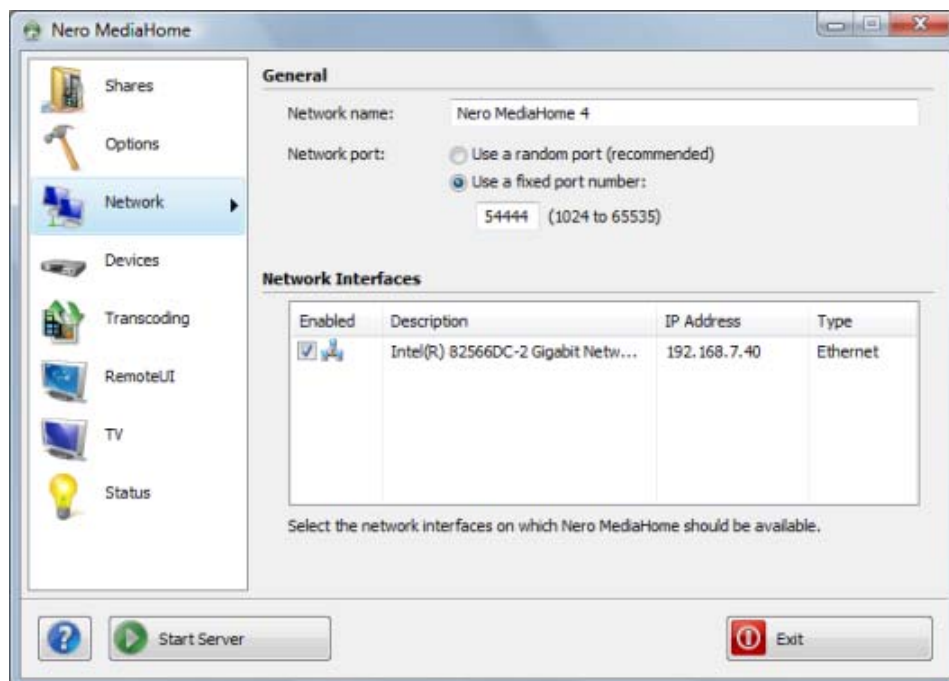 Nero MediaHome
Shares
Options
Network
Devices
Transcoding
RemoteUI
TV
Status
General
Network name: Nero MediaHome 4
Network port: Use a random port (recommended)
Use a fixed port number:
54444 (1024 to 65535)
Network Interfaces
Enabled Description IP Address Type
Intel(R) 82566DC-2 Gigabit Netw... 192.168.7.40 Ethernet
Select the network interfaces on which Nero MediaHome should be available.
? Start Server Exit